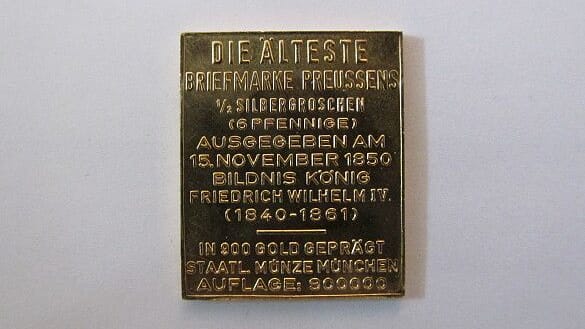 DIE ÄLTESTE
BRIEFMARKE PREUSSENS
½ SILBERGROSCHEN
(6 PFENNIGE)
AUSGEGEBEN AM
15. NOVEMBER 1850
BILDNIS KÖNIG
FRIEDRICH WILHELM IV.
(1840-1861)
IN 900 GOLD GEPRÄGT
STAATL. MÜNZE MÜNCHEN
AUFLAGE: 900000